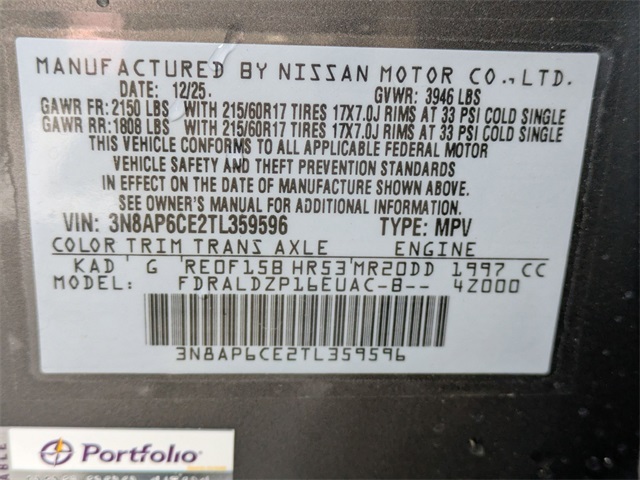 MANUFACTURED BY NISSAN MOTOR CO., LTD.
DATE: 12/25. GVWR: 3946 LBS
GAWR FR: 2150 LBS WITH 215/60R17 TIRES 17X7.0J RIMS AT 33 PSI COLD SINGLE
GAWR RR: 1808 LBS WITH 215/60R17 TIRES 17X7.0J RIMS AT 33 PSI COLD SINGLE
THIS VEHICLE CONFORMS TO ALL APPLICABLE FEDERAL MOTOR
VEHICLE SAFETY AND THEFT PREVENTION STANDARDS
IN EFFECT ON THE DATE OF MANUFACTURE SHOWN ABOVE.
SEE OWNER'S MANUAL FOR ADDITIONAL INFORMATION.
VIN: 3N8AP6CE2TL359596 TYPE: MPV
COLOR TRIM TRANS AXLE ENGINE
KAD G RE0F15B HR53 MR20DD 1997 CC
MODEL: FDRALDZP16EUAC-B-- 4Z000
3N8AP6CE2TL359596
Portfolio